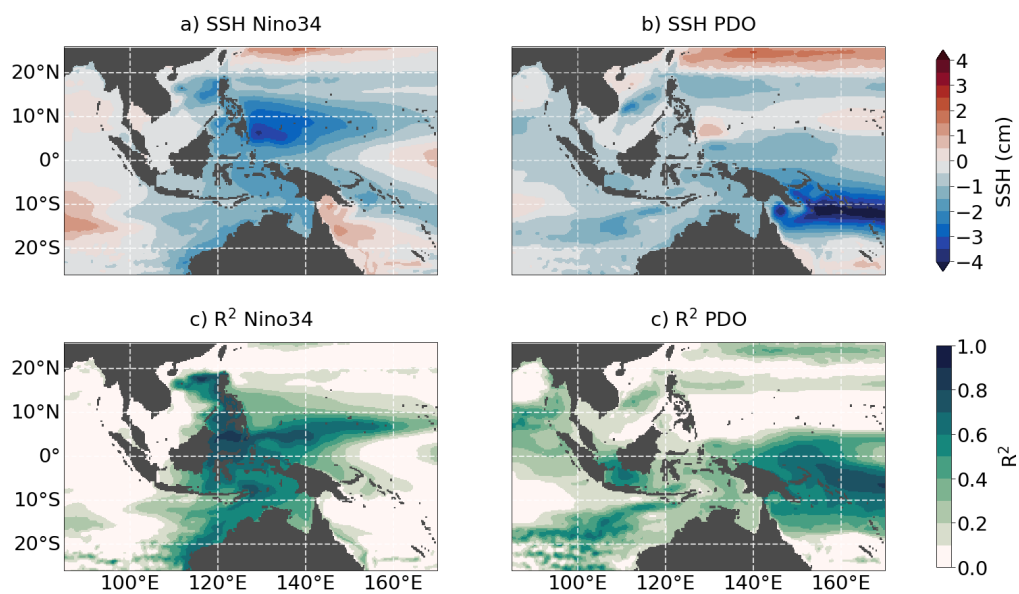 a) SSH Nino34
b) SSH PDO
20°N
10°N
0°
10°S
20°S
4
3
2
1
0
−1
−2
−3
−4
SSH (cm)
c) R² Nino34
c) R² PDO
20°N
10°N
0°
10°S
20°S
100°E 120°E 140°E 160°E
100°E 120°E 140°E 160°E
1.0
0.8
0.6
0.4
0.2
0.0
R²